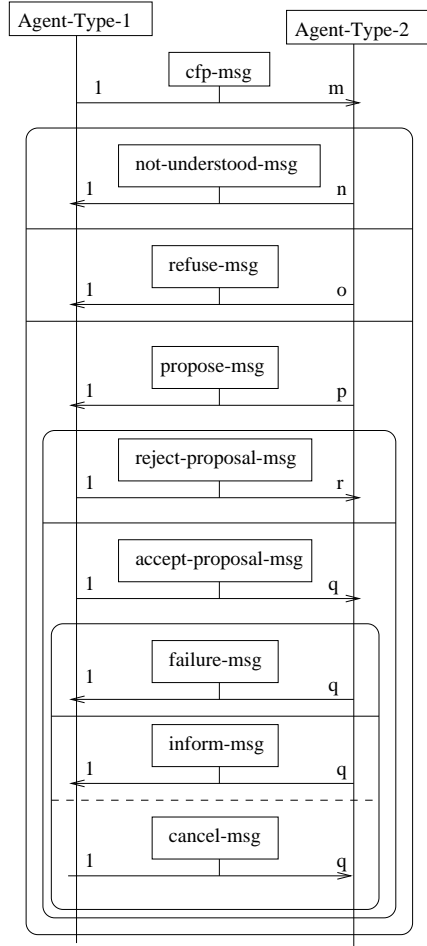 Agent-Type-1 Agent-Type-2
cfp-msg
1 m
not-understood-msg
1 n
refuse-msg
1 o
propose-msg
1 p
reject-proposal-msg
1 r
accept-proposal-msg
1 q
failure-msg
1 q
inform-msg
1 q
cancel-msg
1 q